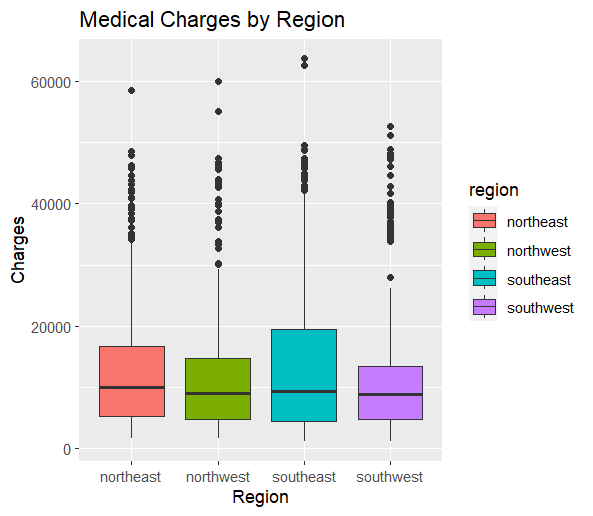 Medical Charges by Region
Charges
60000
40000
20000
0
northeast
northwest
southeast
southwest
Region
region
northeast
northwest
southeast
southwest